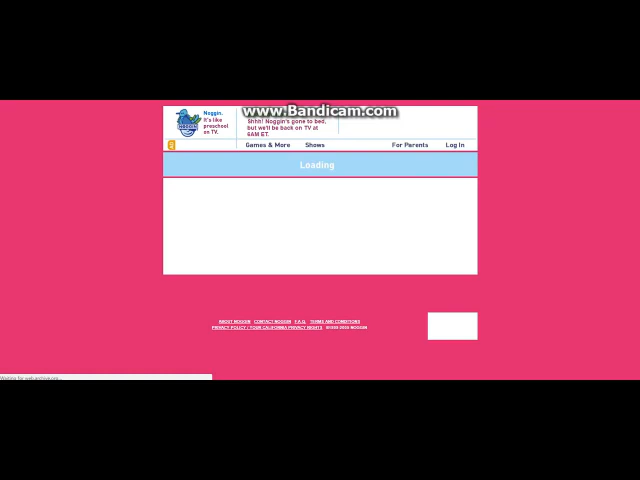 www.Bandicam.com
Noggin.
It's like
preschool
on TV.
NOGGIN
Shhh! Noggin's gone to bed,
but we'll be back on TV at
6AM ET.
Games & More Shows For Parents Log In
Loading
ABOUT NOGGIN CONTACT NOGGIN F.A.Q. TERMS AND CONDITIONS
PRIVACY POLICY / YOUR CALIFORNIA PRIVACY RIGHTS NOGGIN
Waiting for web.archive.org...